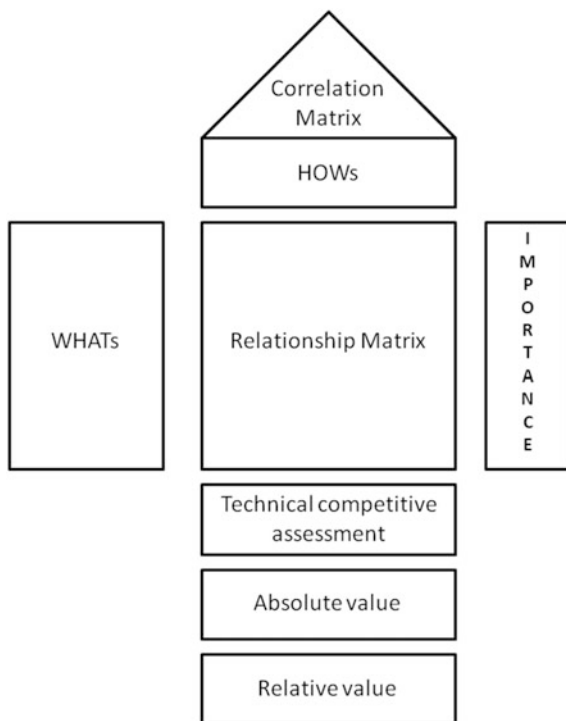 Correlation
Matrix
HOWs
WHATs
Relationship Matrix
I
M
P
O
R
T
A
N
C
E
Technical competitive
assessment
Absolute value
Relative value